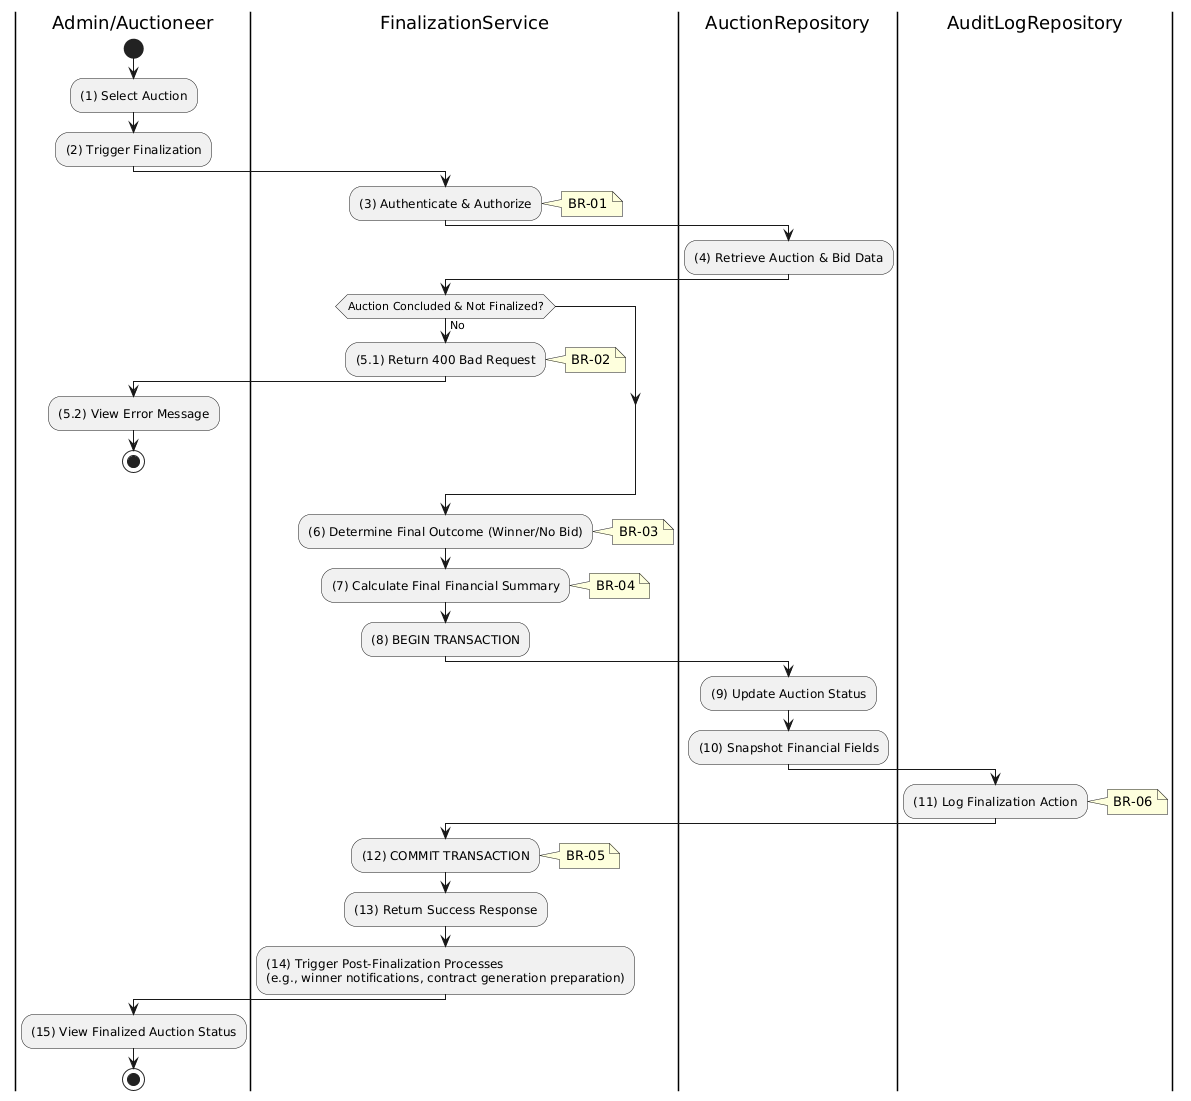 Admin/Auctioneer
FinalizationService
AuctionRepository
AuditLogRepository
(1) Select Auction
(2) Trigger Finalization
(3) Authenticate & Authorize
BR-01
(4) Retrieve Auction & Bid Data
Auction Concluded & Not Finalized?
No
(5.1) Return 400 Bad Request
BR-02
(5.2) View Error Message
(6) Determine Final Outcome (Winner/No Bid)
BR-03
(7) Calculate Final Financial Summary
BR-04
(8) BEGIN TRANSACTION
(9) Update Auction Status
(10) Snapshot Financial Fields
(11) Log Finalization Action
BR-06
(12) COMMIT TRANSACTION
BR-05
(13) Return Success Response
(14) Trigger Post-Finalization Processes
(e.g., winner notifications, contract generation preparation)
(15) View Finalized Auction Status